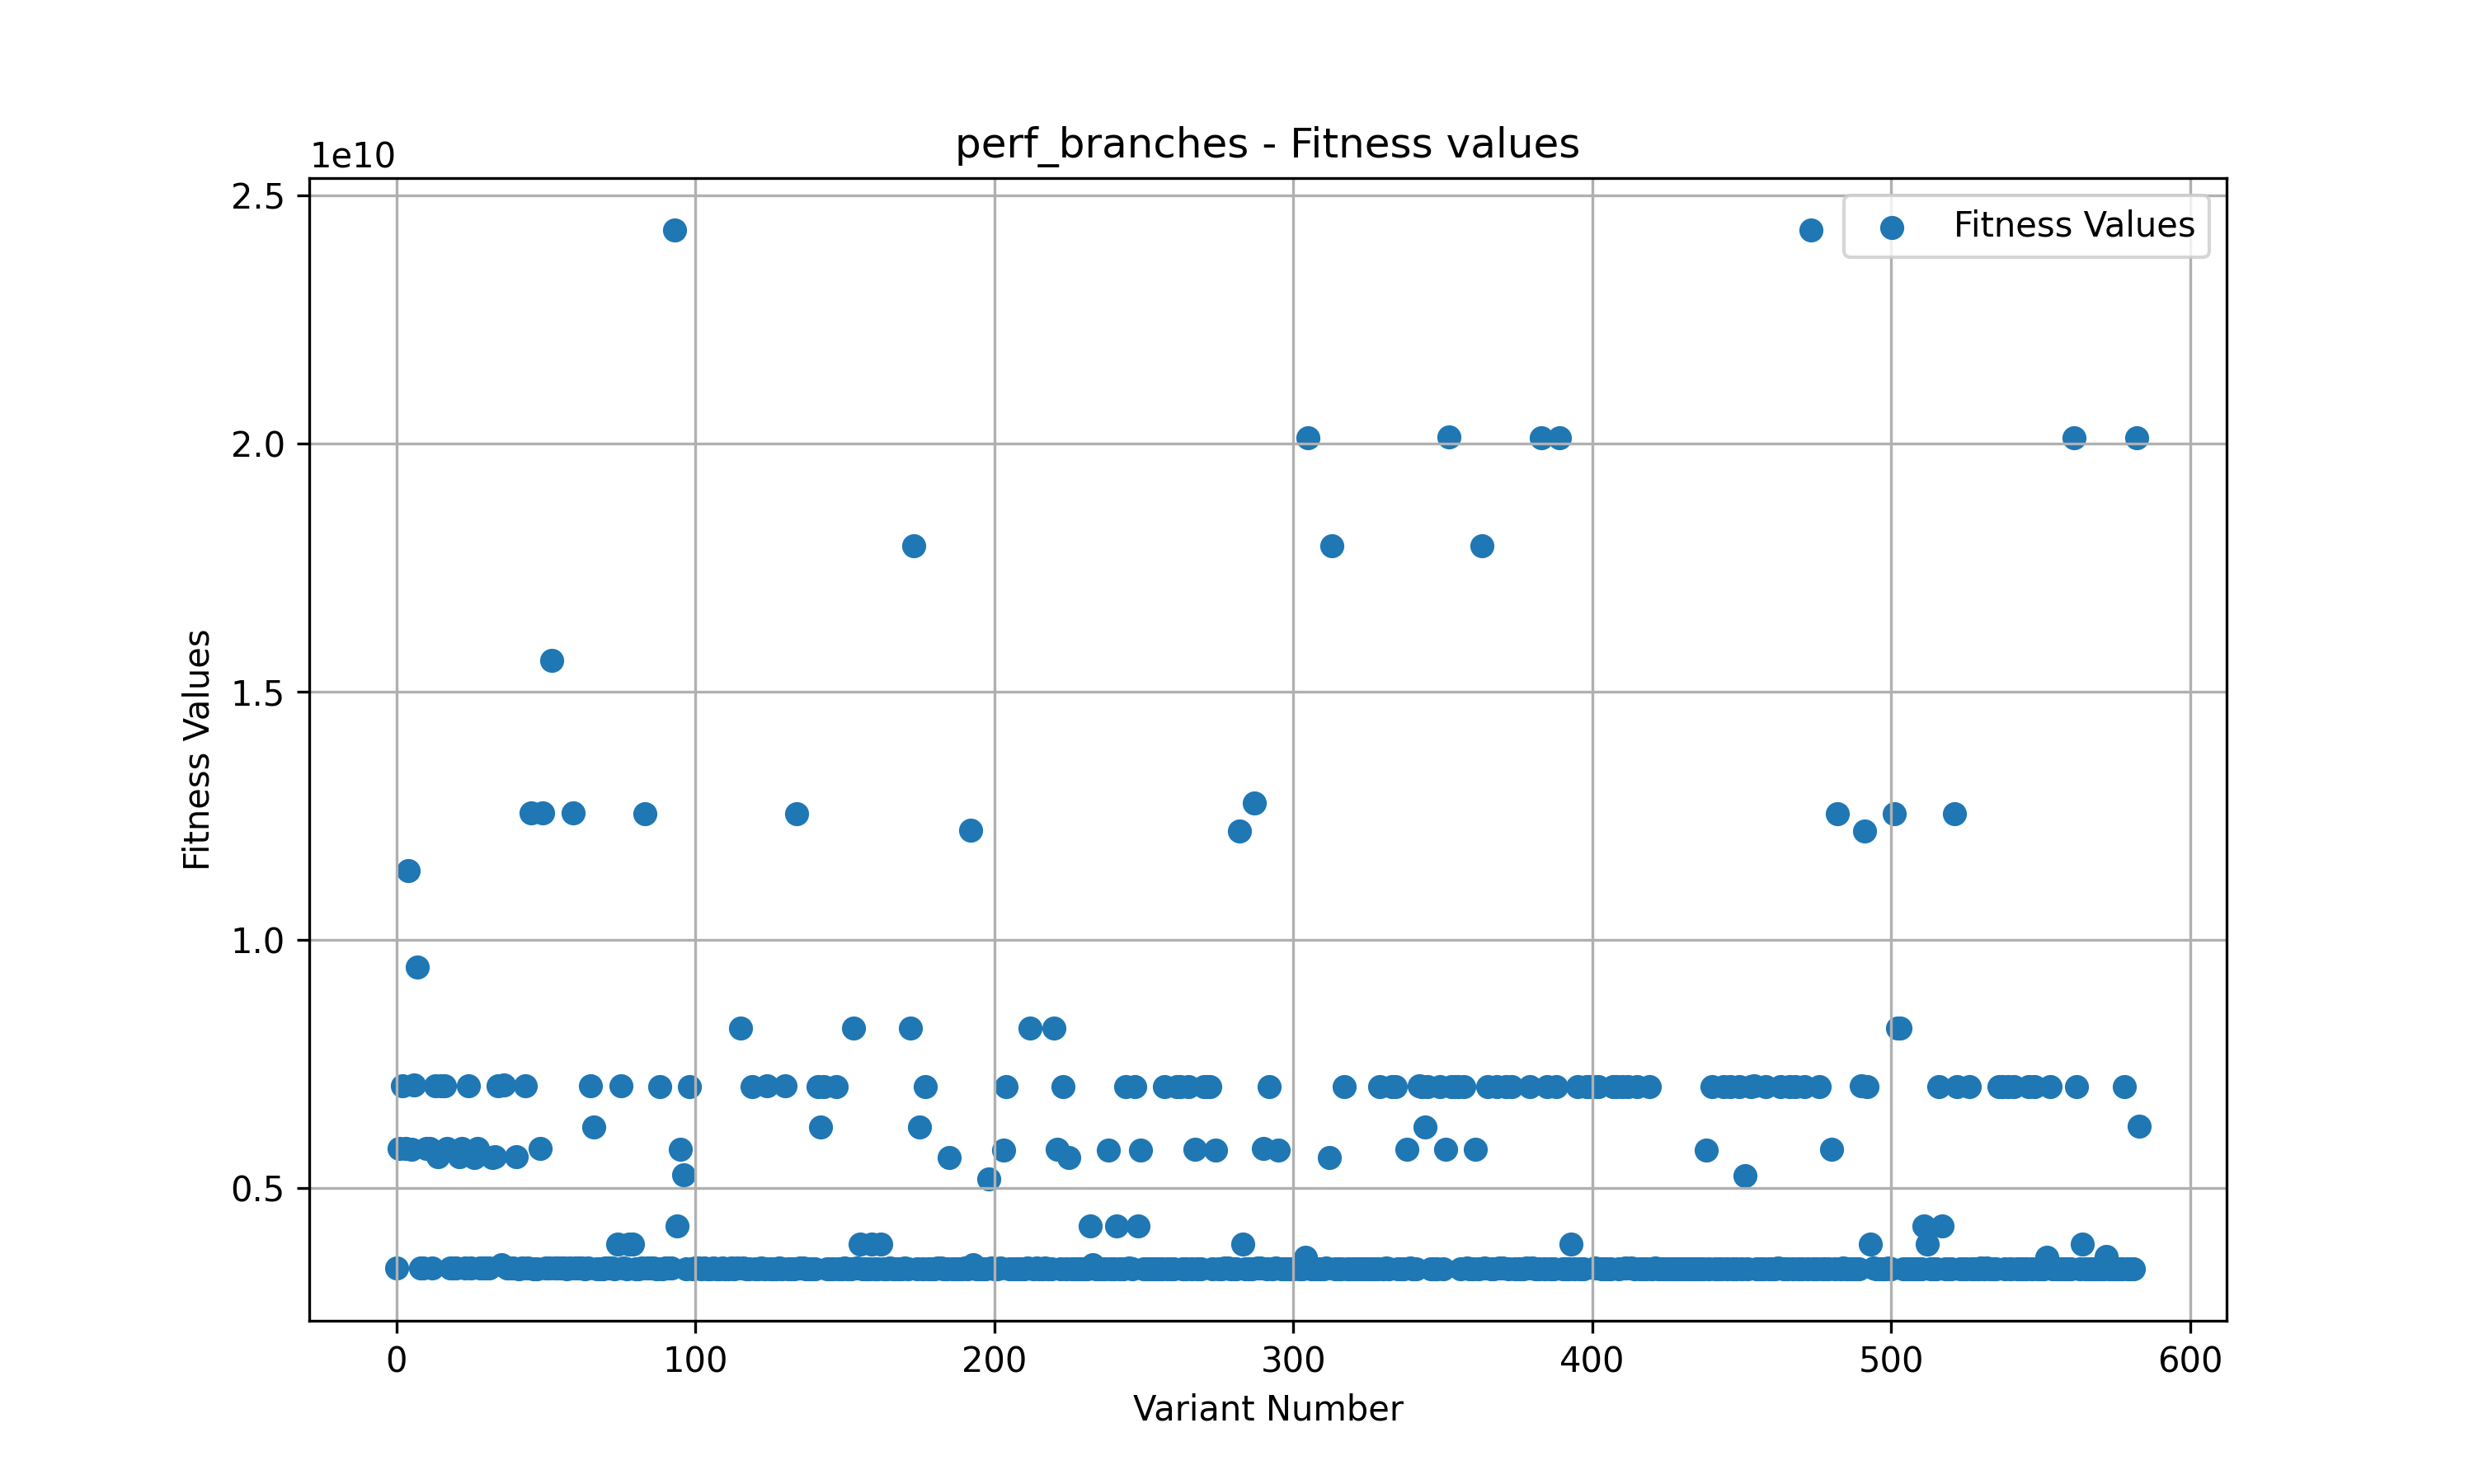 perf_branches - Fitness values
1e10
2.5
2.0
1.5
1.0
0.5
Fitness Values
Fitness Values
0 100 200 300 400 500 600
Variant Number